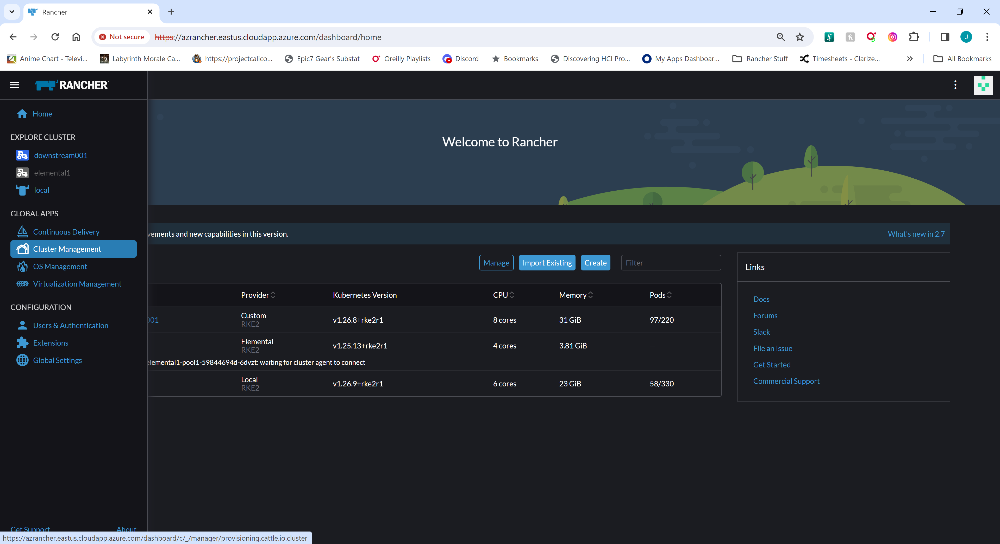 Rancher
Not secure
https://azrancher.eastus.cloudapp.azure.com/dashboard/home
J
Anime Chart - Televi...
E7X
Labyrinth Morale Ca...
https://projectcalico...
Epic7 Gear's Substat
Oreilly Playlists
Discord
Bookmarks
Discovering HCI Pro...
My Apps Dashboar...
Rancher Stuff
Timesheets - Clarize...
All Bookmarks
RANCHER
Home
EXPLORE CLUSTER
downstream001
elemental1
local
GLOBAL APPS
Continuous Delivery
Cluster Management
OS Management
Virtualization Management
CONFIGURATION
Users & Authentication
Extensions
Global Settings
Get Support
About
https://azrancher.eastus.cloudapp.azure.com/dashboard/c/_/manager/provisioning.cattle.io.cluster
Welcome to Rancher
vements and new capabilities in this version.
What's new in 2.7
Manage
Import Existing
Create
Filter
Provider
Kubernetes Version
CPU
Memory
Pods
001
Custom
RKE2
v1.26.8+rke2r1
8 cores
31 GiB
97/220
Elemental
RKE2
v1.25.13+rke2r1
4 cores
3.81 GiB
—
elemental1-pool1-59844694d-6dvzt: waiting for cluster agent to connect
Local
RKE2
v1.26.9+rke2r1
6 cores
23 GiB
58/330
Links
Docs
Forums
Slack
File an Issue
Get Started
Commercial Support